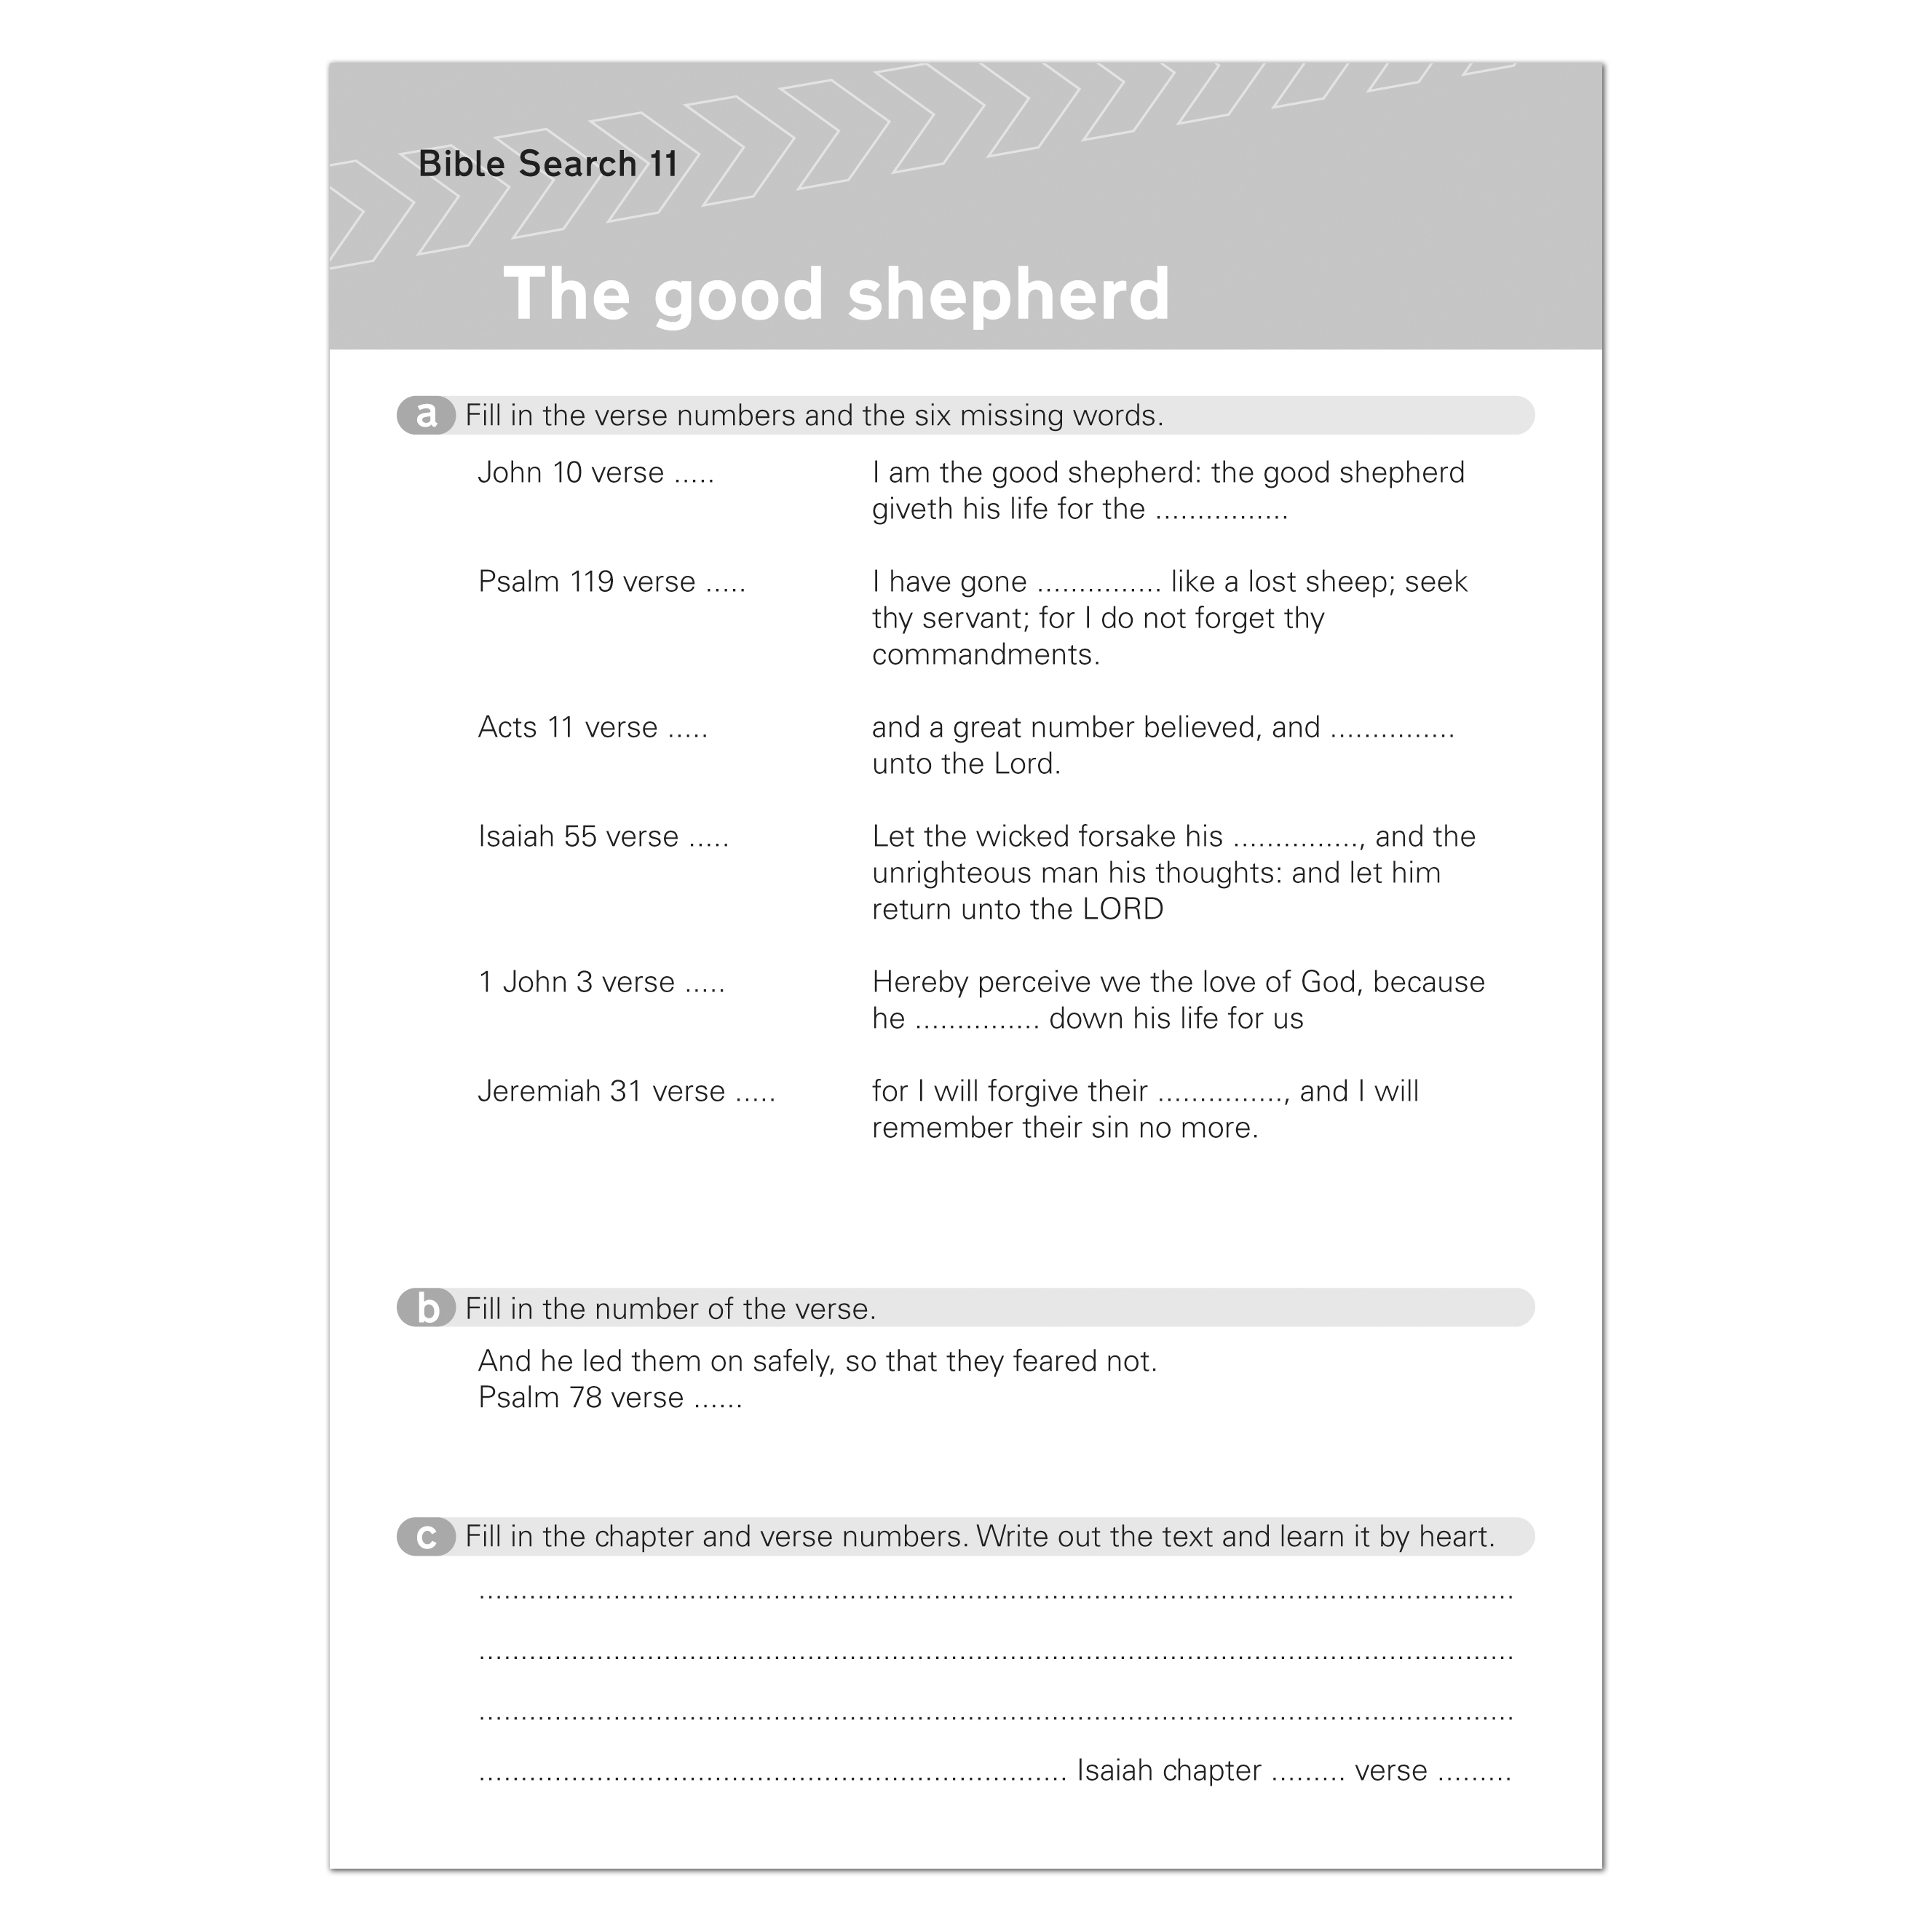 Bible Search 11
The good shepherd
a Fill in the verse numbers and the six missing words.
John 10 verse .....
I am the good shepherd: the good shepherd
giveth his life for the ................
Psalm 119 verse .....
I have gone ............... like a lost sheep; seek
thy servant; for I do not forget thy
commandments.
Acts 11 verse .....
and a great number believed, and ...............
unto the Lord.
Isaiah 55 verse .....
Let the wicked forsake his ..............., and the
unrighteous man his thoughts: and let him
return unto the LORD
1 John 3 verse .....
Hereby perceive we the love of God, because
he ............... down his life for us
Jeremiah 31 verse .....
for I will forgive their ..............., and I will
remember their sin no more.
b Fill in the number of the verse.
And he led them on safely, so that they feared not.
Psalm 78 verse ......
c Fill in the chapter and verse numbers. Write out the text and learn it by heart.
............................................................................................................................
............................................................................................................................
............................................................................................................................
....................................................................... Isaiah chapter ......... verse .........